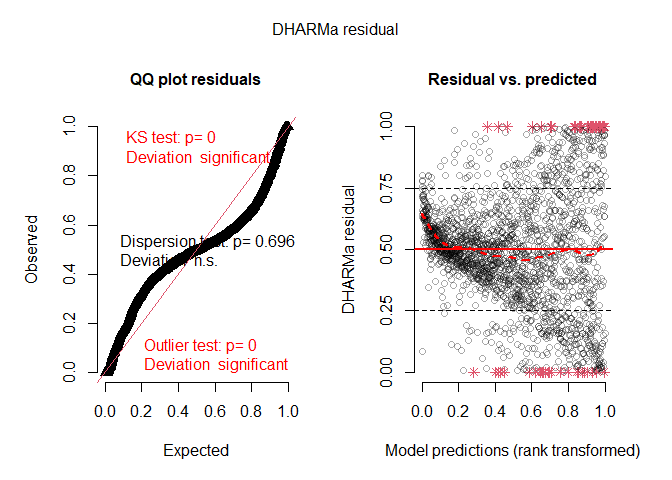 DHARMa residual
QQ plot residuals
KS test: p= 0
Deviation significant
Dispersion test: p= 0.696
Deviation n.s.
Outlier test: p= 0
Deviation significant
Observed
0.0 0.2 0.4 0.6 0.8 1.0
0.0 0.2 0.4 0.6 0.8 1.0
Expected
Residual vs. predicted
DHARMa residual
0.00 0.25 0.50 0.75 1.00
0.0 0.2 0.4 0.6 0.8 1.0
Model predictions (rank transformed)